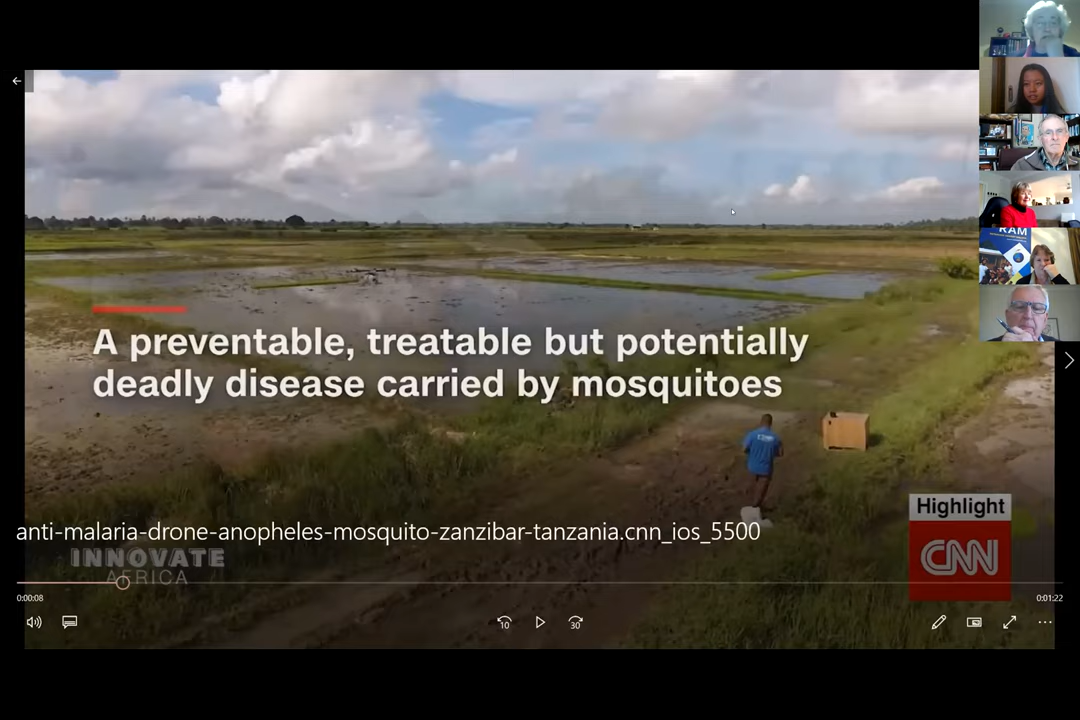 RAM
A preventable, treatable but potentially
deadly disease carried by mosquitoes
Highlight
CNN
anti-malaria-drone-anopheles-mosquito-zanzibar-tanzania.cnn_ios_5500
INNOVATE
AFRICA
0:00:08
0:01:22
10
30